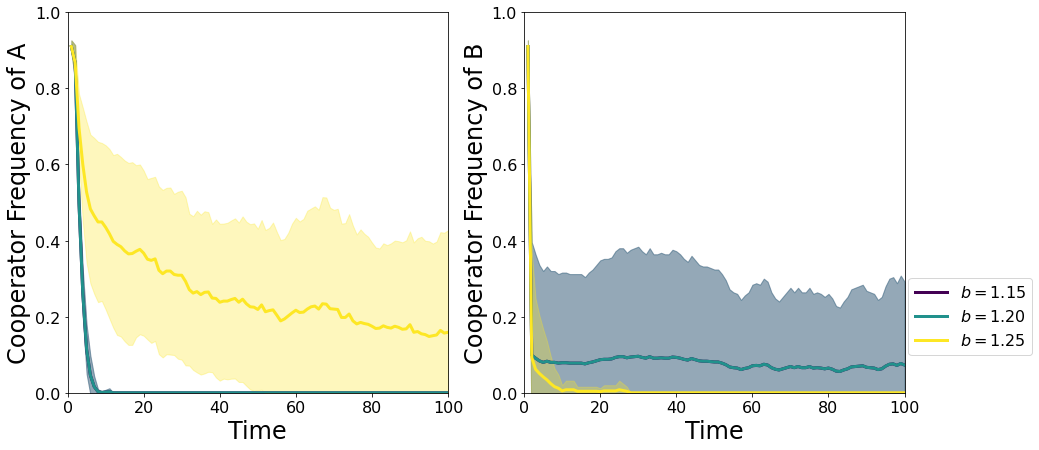 Cooperator Frequency of A
1.0
0.8
0.6
0.4
0.2
0.0
0 20 40 60 80 100
Time
Cooperator Frequency of B
1.0
0.8
0.6
0.4
0.2
0.0
0 20 40 60 80 100
Time
b = 1.15
b = 1.20
b = 1.25